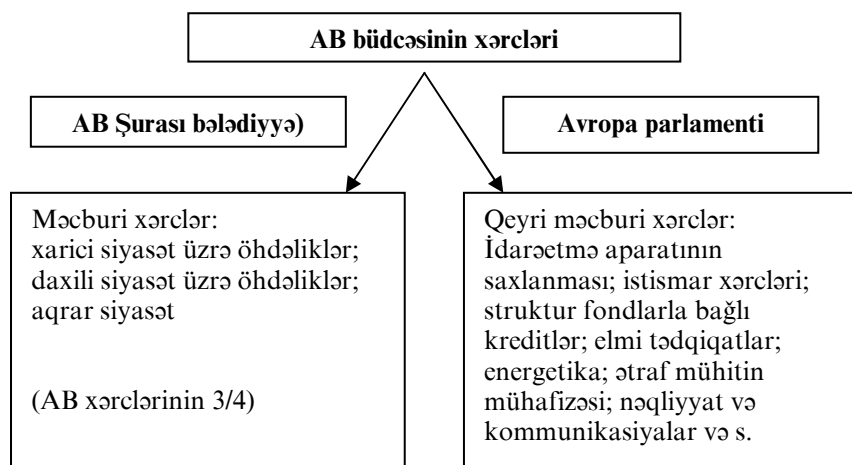 AB büdcəsinin xərcləri
AB Şurası bələdiyyə)
Avropa parlamenti
Məcburi xərclər:
xarici siyasət üzrə öhdəliklər;
daxili siyasət üzrə öhdəliklər;
aqrar siyasət
(AB xərclərinin 3/4)
Qeyri məcburi xərclər:
İdarəetmə aparatının
saxlanması; istismar xərcləri;
struktur fondlarla bağlı
kreditlər; elmi tədqiqatlar;
energetika; ətraf mühitin
mühafizəsi; nəqliyyat və
kommunikasiyalar və s.